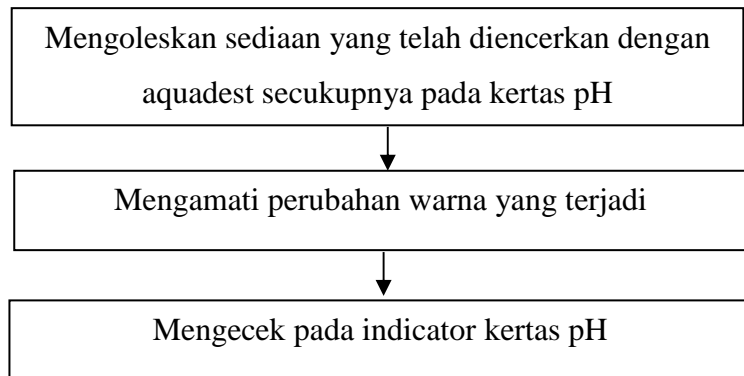 Mengoleskan sediaan yang telah diencerkan dengan
aquadest secukupnya pada kertas pH
Mengamati perubahan warna yang terjadi
Mengecek pada indicator kertas pH